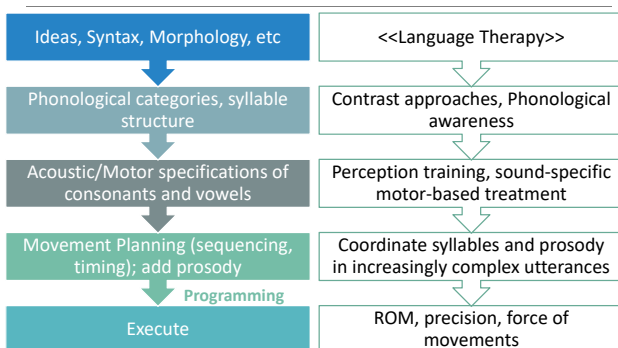 Ideas, Syntax, Morphology, etc
<<Language Therapy>>
Phonological categories, syllable
structure
Contrast approaches, Phonological
awareness
Acoustic/Motor specifications of
consonants and vowels
Perception training, sound-specific
motor-based treatment
Movement Planning (sequencing,
timing); add prosody
Coordinate syllables and prosody
in increasingly complex utterances
Programming
Execute
ROM, precision, force of
movements